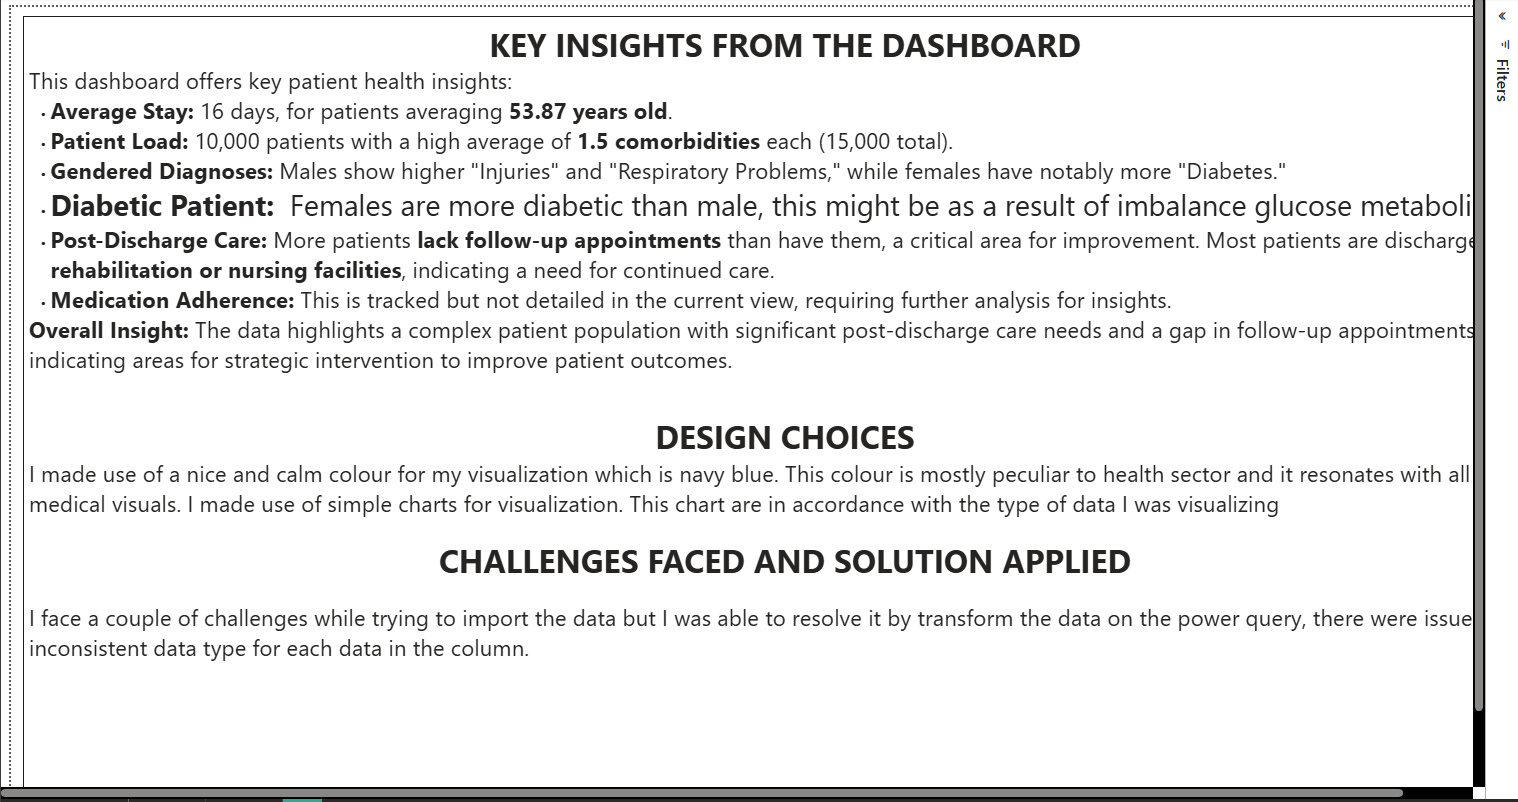 KEY INSIGHTS FROM THE DASHBOARD
This dashboard offers key patient health insights:
• Average Stay: 16 days, for patients averaging 53.87 years old.
• Patient Load: 10,000 patients with a high average of 1.5 comorbidities each (15,000 total).
• Gendered Diagnoses: Males show higher "Injuries" and "Respiratory Problems," while females have notably more "Diabetes."
• Diabetic Patient: Females are more diabetic than male, this might be as a result of imbalance glucose metaboli
• Post-Discharge Care: More patients lack follow-up appointments than have them, a critical area for improvement. Most patients are discharge
rehabilitation or nursing facilities, indicating a need for continued care.
• Medication Adherence: This is tracked but not detailed in the current view, requiring further analysis for insights.
Overall Insight: The data highlights a complex patient population with significant post-discharge care needs and a gap in follow-up appointments
indicating areas for strategic intervention to improve patient outcomes.
DESIGN CHOICES
I made use of a nice and calm colour for my visualization which is navy blue. This colour is mostly peculiar to health sector and it resonates with all
medical visuals. I made use of simple charts for visualization. This chart are in accordance with the type of data I was visualizing
CHALLENGES FACED AND SOLUTION APPLIED
I face a couple of challenges while trying to import the data but I was able to resolve it by transform the data on the power query, there were issue
inconsistent data type for each data in the column.
Filters